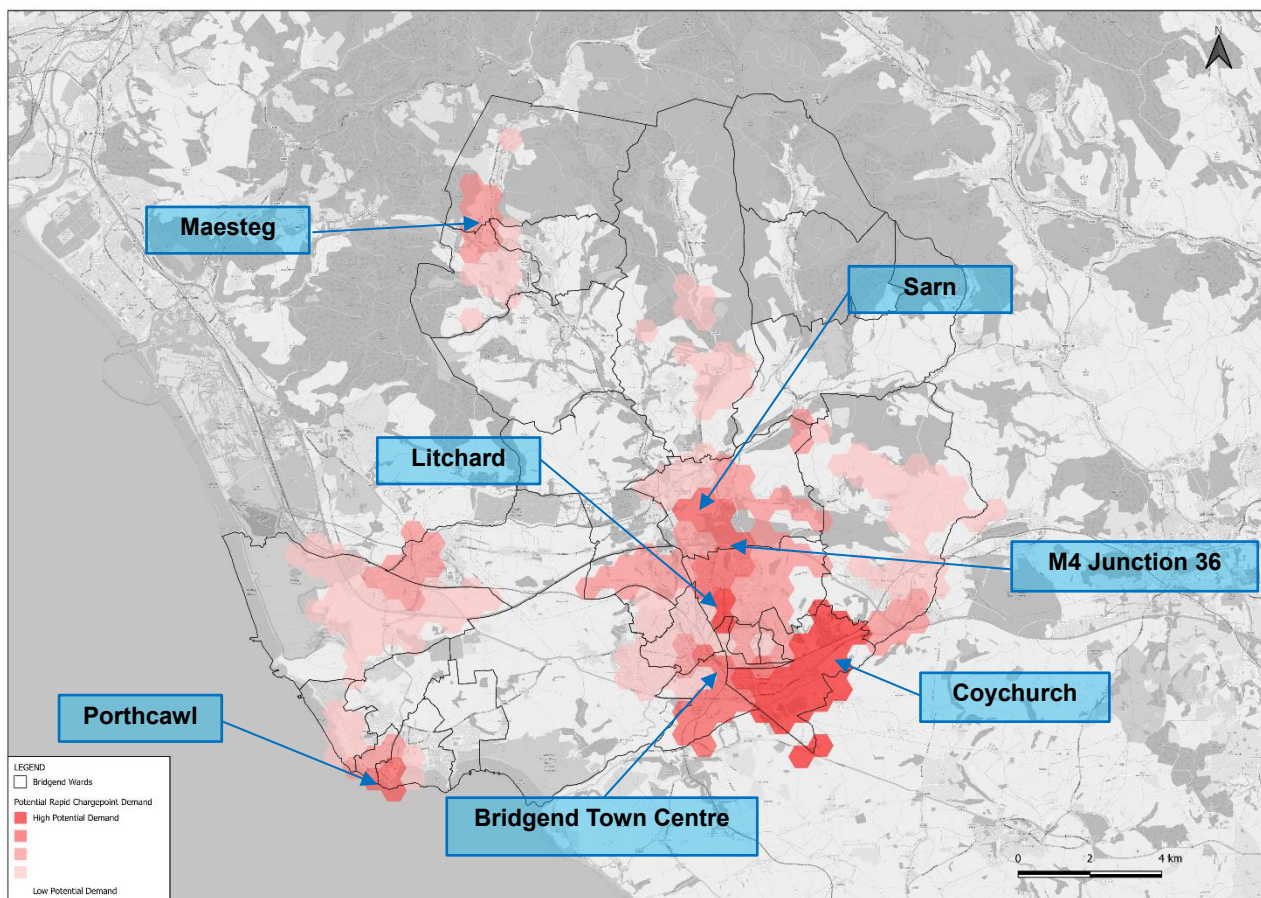 N
Maesteg
Sarn
Litchard
M4 Junction 36
Coychurch
Porthcawl
Bridgend Town Centre
LEGEND
Bridgend Wards
Potential Rapid Chargepoint Demand
High Potential Demand
Low Potential Demand
0 2 4 km